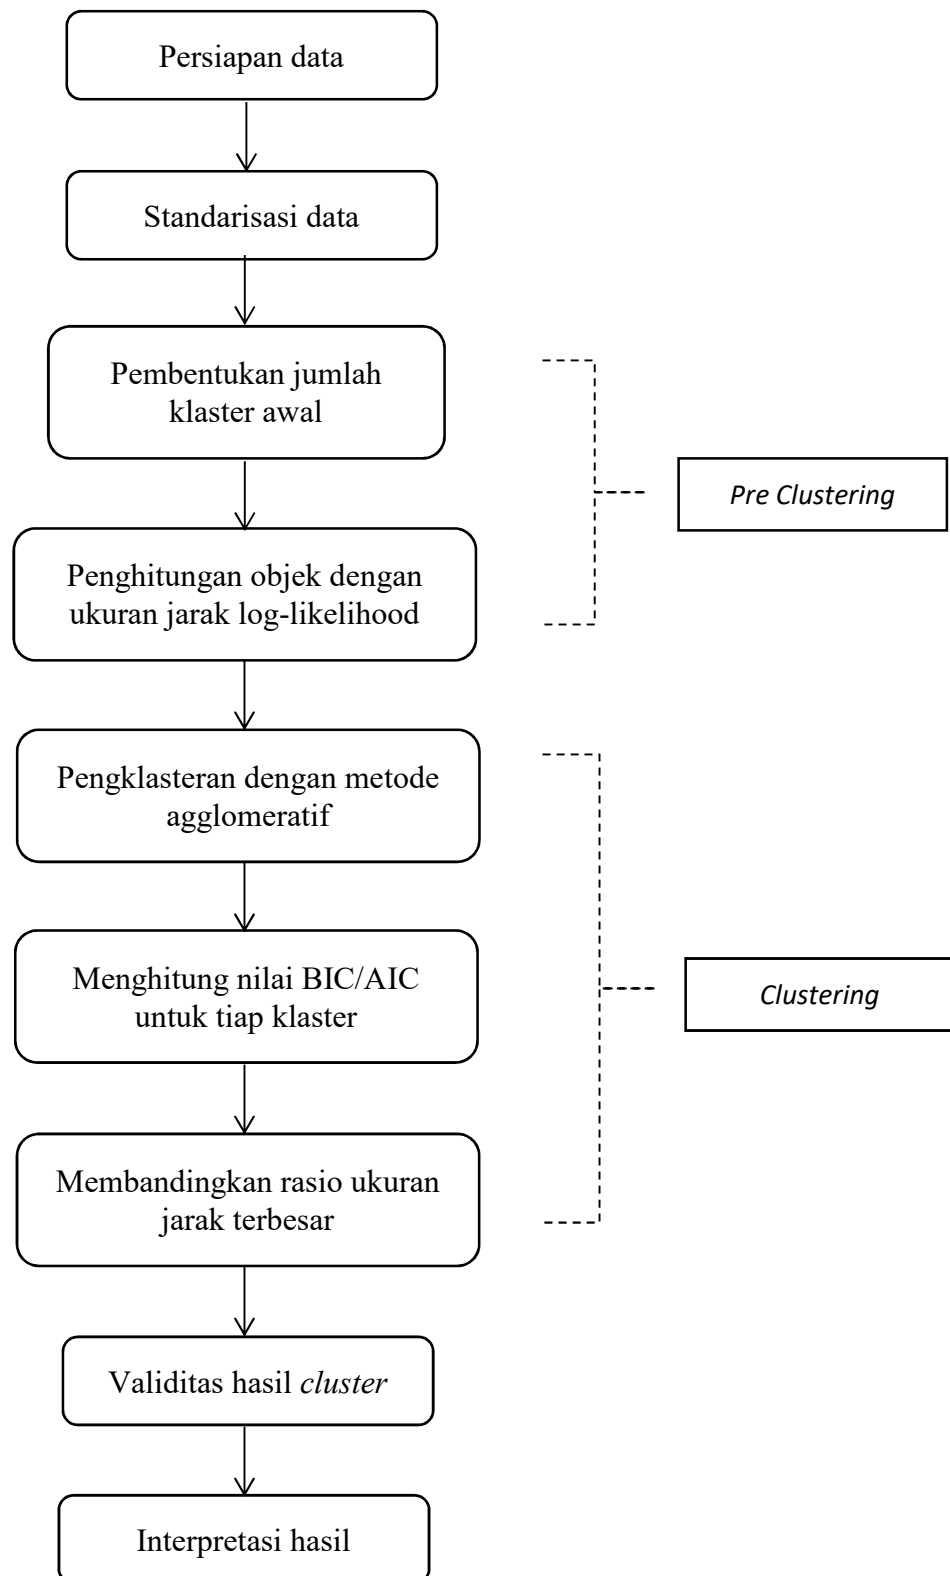 Persiapan data
Standarisasi data
Pembentukan jumlah
klaster awal
Pre Clustering
Penghitungan objek dengan
ukuran jarak log-likelihood
Pengklasteran dengan metode
agglomeratif
Menghitung nilai BIC/AIC
untuk tiap klaster
Clustering
Membandingkan rasio ukuran
jarak terbesar
Validitas hasil cluster
Interpretasi hasil